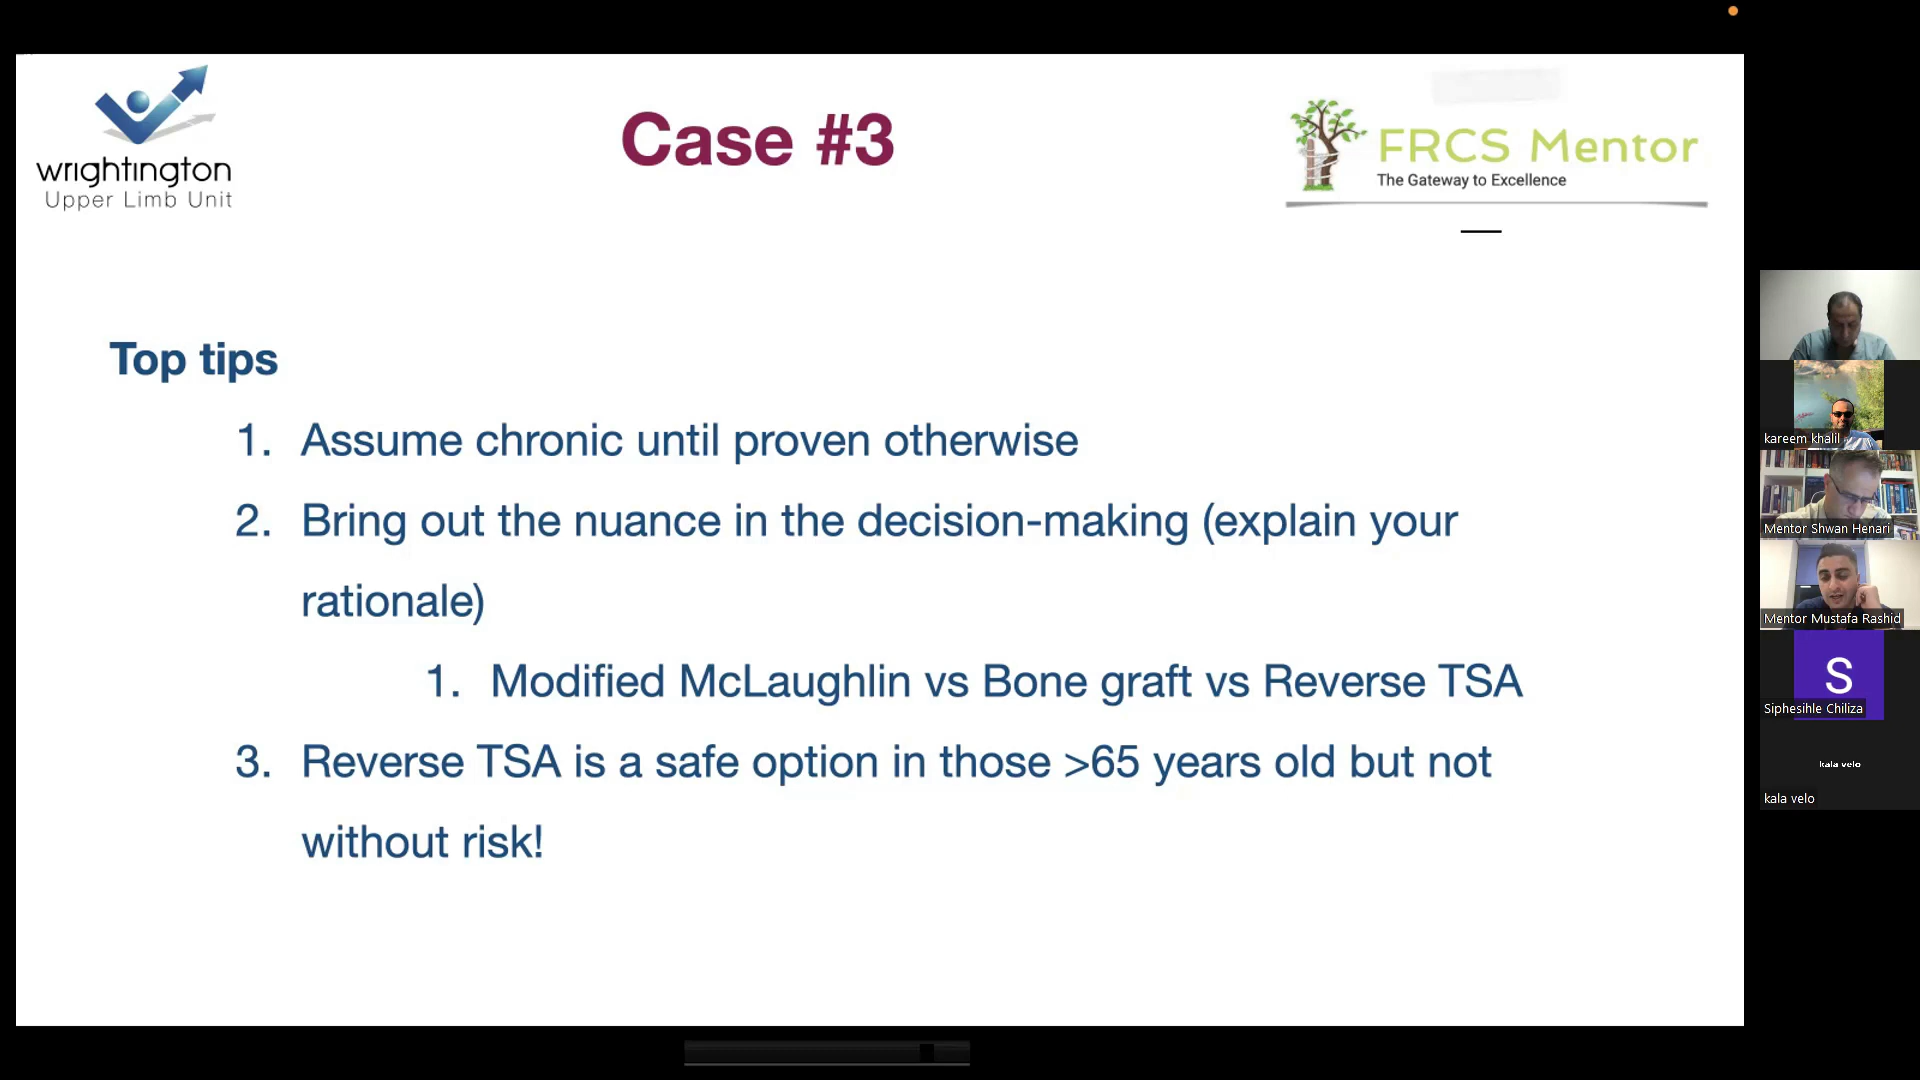 wrightington
Upper Limb Unit
Case #3
FRCS Mentor
The Gateway to Excellence
Top tips
1. Assume chronic until proven otherwise
2. Bring out the nuance in the decision-making (explain your
rationale)
1. Modified McLaughlin vs Bone graft vs Reverse TSA
3. Reverse TSA is a safe option in those >65 years old but not
without risk!
kareem khalil
Mentor Shwan Henari
Mentor Mustafa Rashid
S
Siphesihle Chiliza
kala velo
kala velo